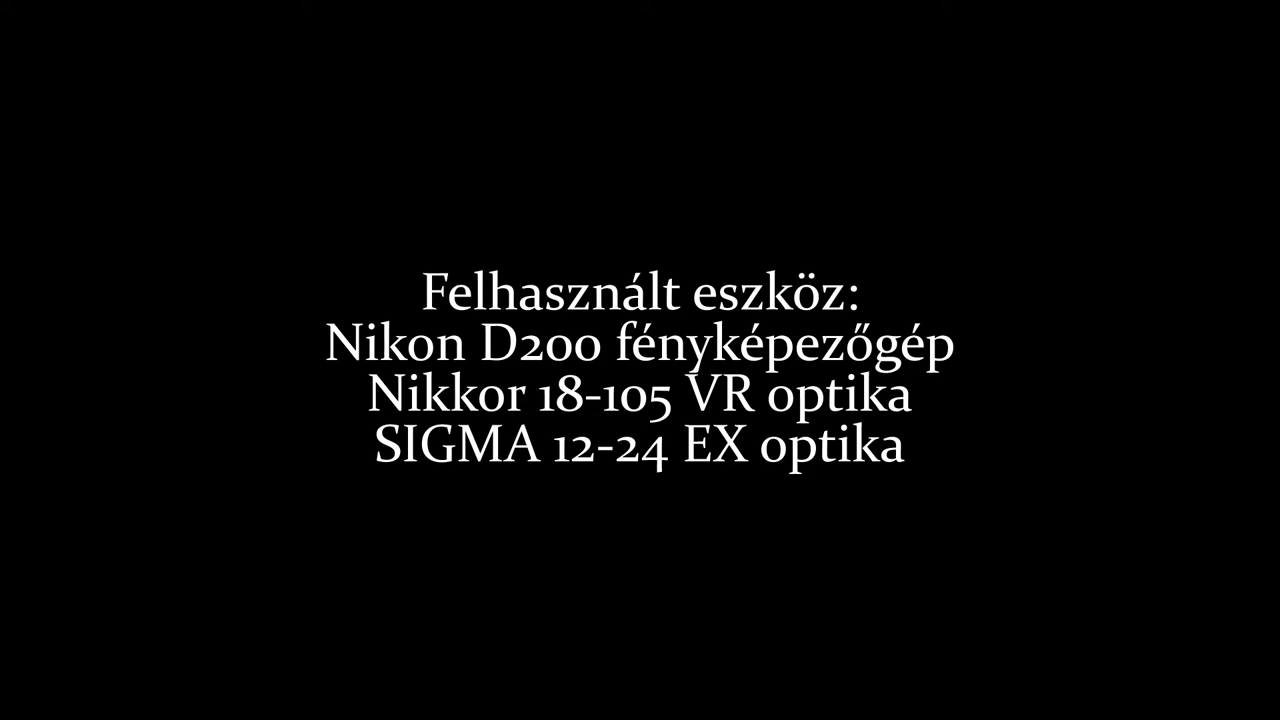 Felhasznált eszköz:
Nikon D200 fényképezőgép
Nikkor 18-105 VR optika
SIGMA 12-24 EX optika